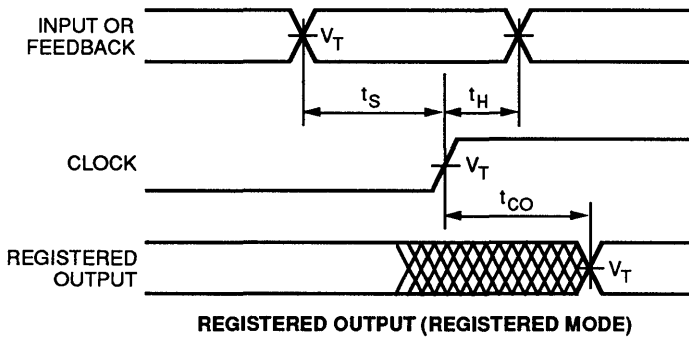 INPUT OR
FEEDBACK
V_T
t_S
t_H
CLOCK
V_T
t_CO
REGISTERED
OUTPUT
V_T
REGISTERED OUTPUT (REGISTERED MODE)